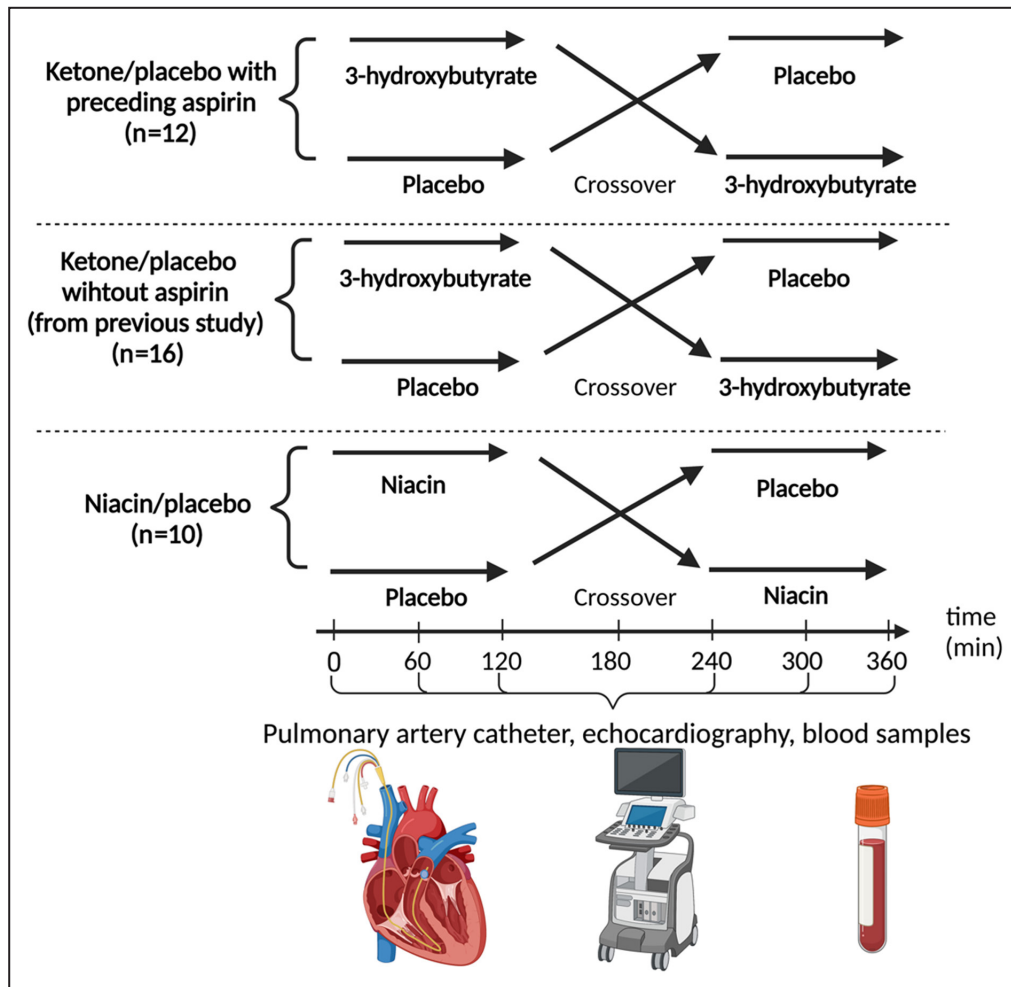 Ketone/placebo with
preceding aspirin
(n=12)
3-hydroxybutyrate
Placebo
Placebo
Crossover
3-hydroxybutyrate
Ketone/placebo
wihtout aspirin
(from previous study)
(n=16)
3-hydroxybutyrate
Placebo
Placebo
Crossover
3-hydroxybutyrate
Niacin/placebo
(n=10)
Niacin
Placebo
Placebo
Crossover
Niacin
time
(min)
0 60 120 180 240 300 360
Pulmonary artery catheter, echocardiography, blood samples